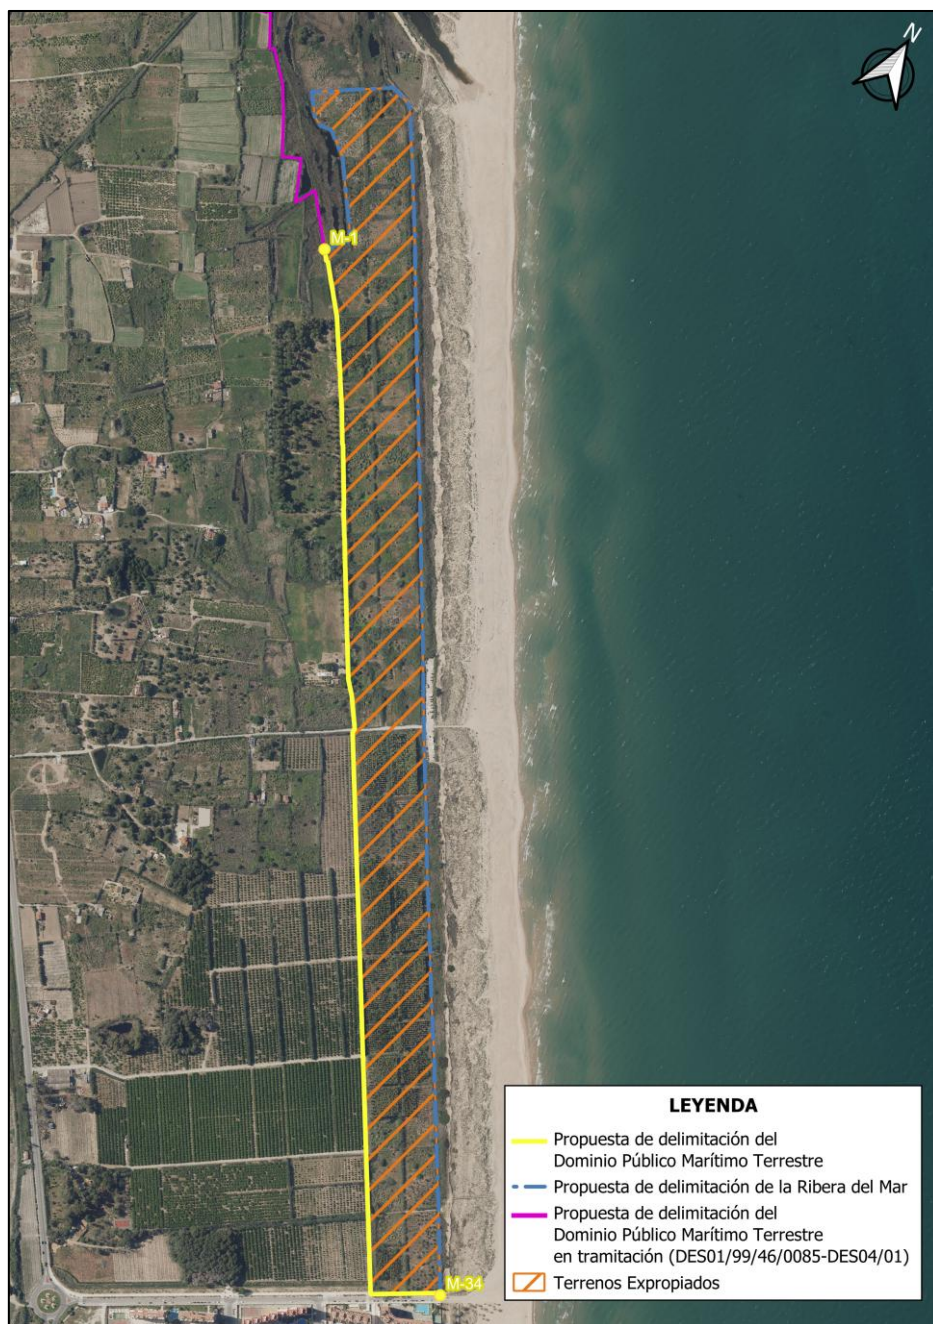 N
M-1
M-34
LEYENDA
Propuesta de delimitación del
Dominio Público Marítimo Terrestre
Propuesta de delimitación de la Ribera del Mar
Propuesta de delimitación del
Dominio Público Marítimo Terrestre
en tramitación (DES01/99/46/0085-DES04/01)
Terrenos Expropiados